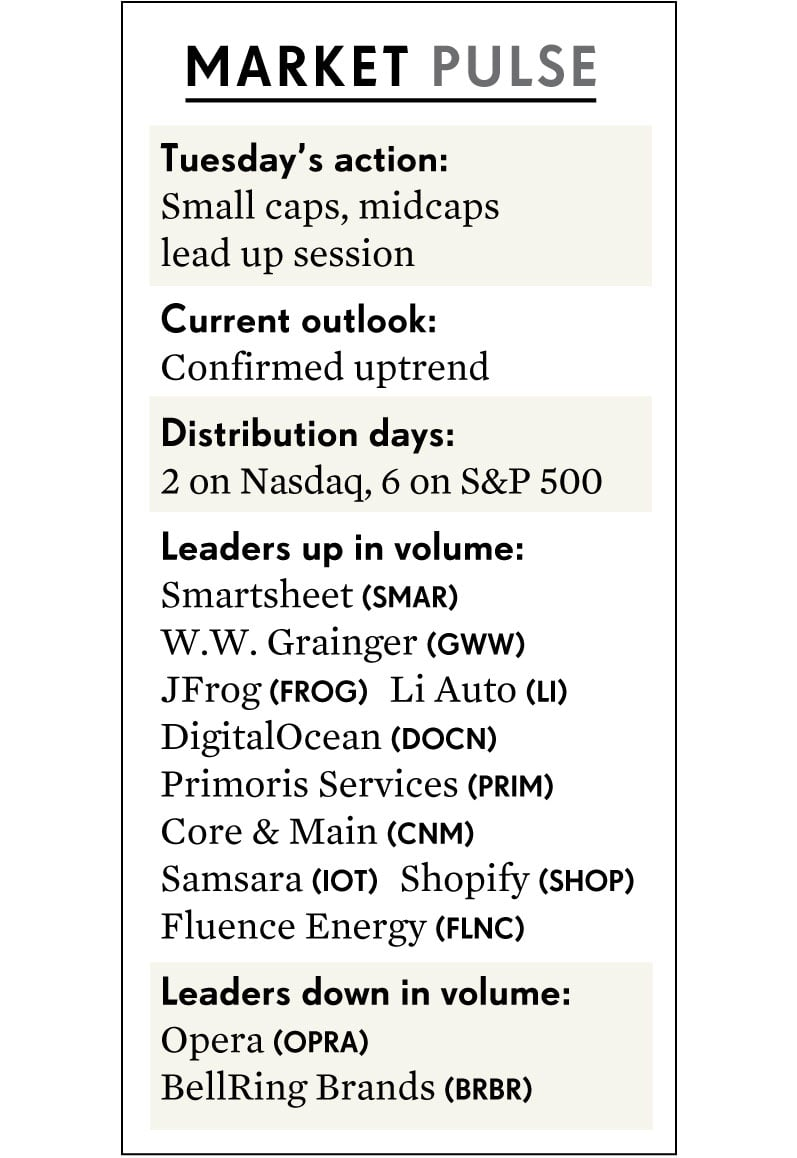 MARKET PULSE
Tuesday’s action:
Small caps, midcaps
lead up session
Current outlook:
Confirmed uptrend
Distribution days:
2 on Nasdaq, 6 on S&P 500
Leaders up in volume:
Smartsheet (SMAR)
W.W. Grainger (GWW)
JFrog (FROG) Li Auto (LI)
DigitalOcean (DOCN)
Primoris Services (PRIM)
Core & Main (CNM)
Samsara (IOT) Shopify (SHOP)
Fluence Energy (FLNC)
Leaders down in volume:
Opera (OPRA)
BellRing Brands (BRBR)